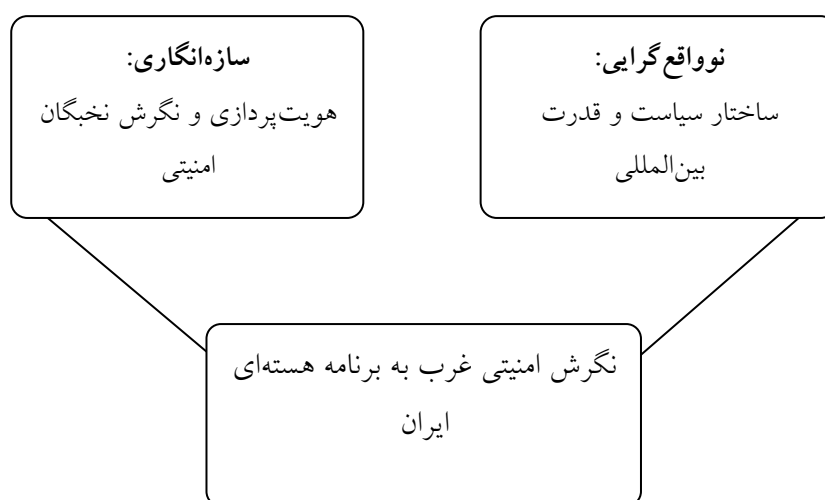 نوواقع‌گرایی:
ساختار سیاست و قدرت
بین‌المللی
سازه‌انگاری:
هویت‌پردازی و نگرش نخبگان
امنیتی
نگرش امنیتی غرب به برنامه هسته‌ای
ایران